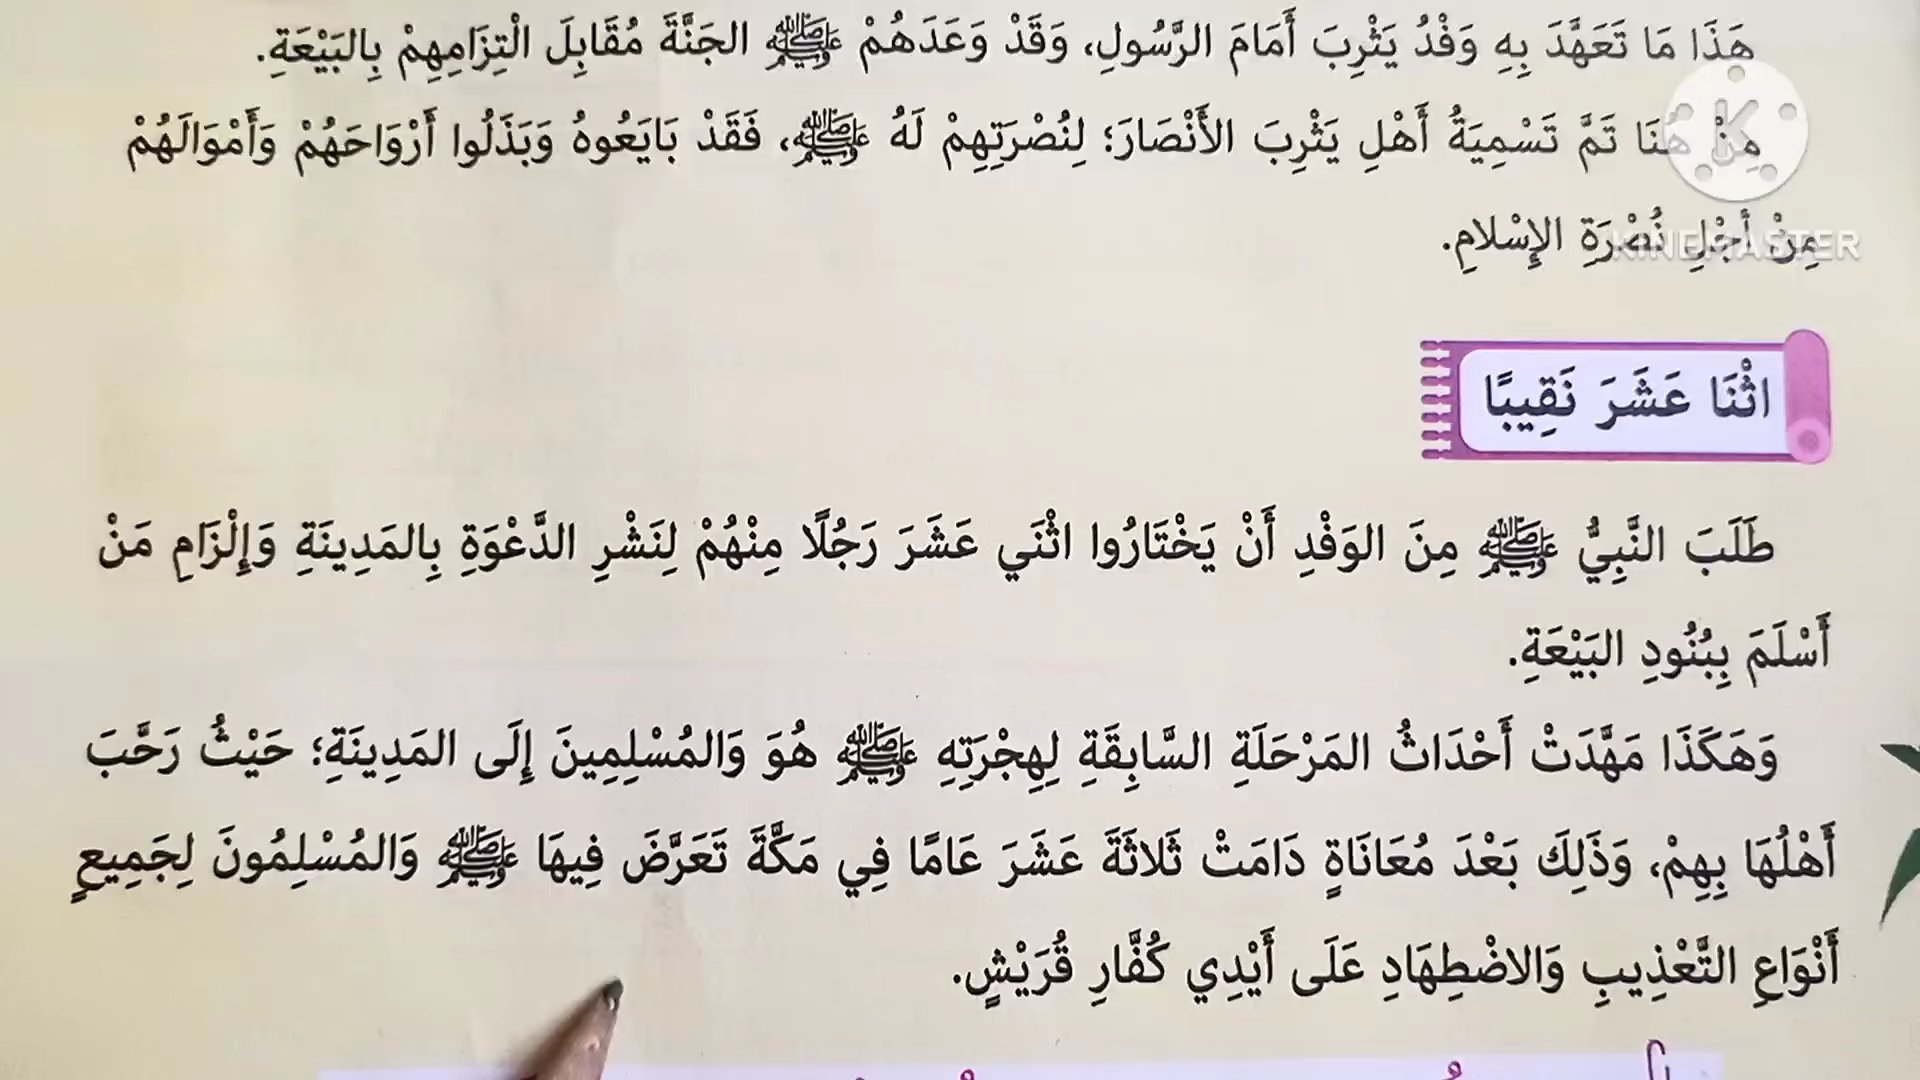 هَذَا مَا تَعَهَّدَ بِهِ وَفْدُ يَثْرِبَ أَمَامَ الرَّسُولِ، وَقَدْ وَعَدَهُمْ ﷺ الجَنَّةَ مُقَابِلَ الْتِزَامِهِمْ بِالبَيْعَةِ.
مِنْ هُنَا تَمَّ تَسْمِيَةُ أَهْلِ يَثْرِبَ الأَنْصَارَ؛ لِنُصْرَتِهِمْ لَهُ ﷺ، فَقَدْ بَايَعُوهُ وَبَذَلُوا أَرْوَاحَهُمْ وَأَمْوَالَهُمْ
مِنْ أَجْلِ نُصْرَةِ الإِسْلامِ.
KINEMASTER
اثْنَا عَشَرَ نَقِيبًا
طَلَبَ النَّبِيُّ ﷺ مِنَ الوَفْدِ أَنْ يَخْتَارُوا اثْنَي عَشَرَ رَجُلًا مِنْهُمْ لِنَشْرِ الدَّعْوَةِ بِالمَدِينَةِ وَإِلْزَامِ مَنْ
أَسْلَمَ بِبُنُودِ البَيْعَةِ.
وَهَكَذَا مَهَّدَتْ أَحْدَاثُ المَرْحَلَةِ السَّابِقَةِ لِهِجْرَتِهِ ﷺ هُوَ وَالمُسْلِمِينَ إِلَى المَدِينَةِ؛ حَيْثُ رَحَّبَ
أَهْلُهَا بِهِمْ، وَذَلِكَ بَعْدَ مُعَانَاةٍ دَامَتْ ثَلاثَةَ عَشَرَ عَامًا فِي مَكَّةَ تَعَرَّضَ فِيهَا ﷺ وَالمُسْلِمُونَ لِجَمِيعِ
أَنْوَاعِ التَّعْذِيبِ وَالاضْطِهَادِ عَلَى أَيْدِي كُفَّارِ قُرَيْشٍ.